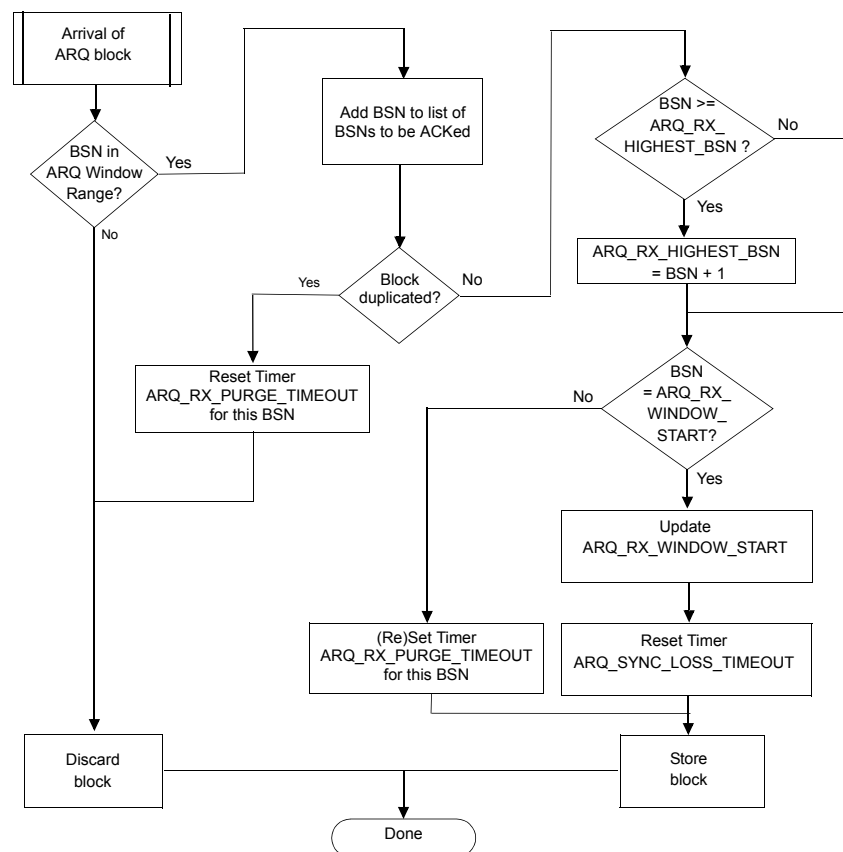 Arrival of
ARQ block
BSN in
ARQ Window
Range?
Yes
No
Add BSN to list of
BSNs to be ACKed
Block
duplicated?
Yes
No
Reset Timer
ARQ_RX_PURGE_TIMEOUT
for this BSN
BSN >=
ARQ_RX_
HIGHEST_BSN ?
No
Yes
ARQ_RX_HIGHEST_BSN
= BSN + 1
BSN
= ARQ_RX_
WINDOW_
START?
No
Yes
Update
ARQ_RX_WINDOW_START
(Re)Set Timer
ARQ_RX_PURGE_TIMEOUT
for this BSN
Reset Timer
ARQ_SYNC_LOSS_TIMEOUT
Discard
block
Store
block
Done